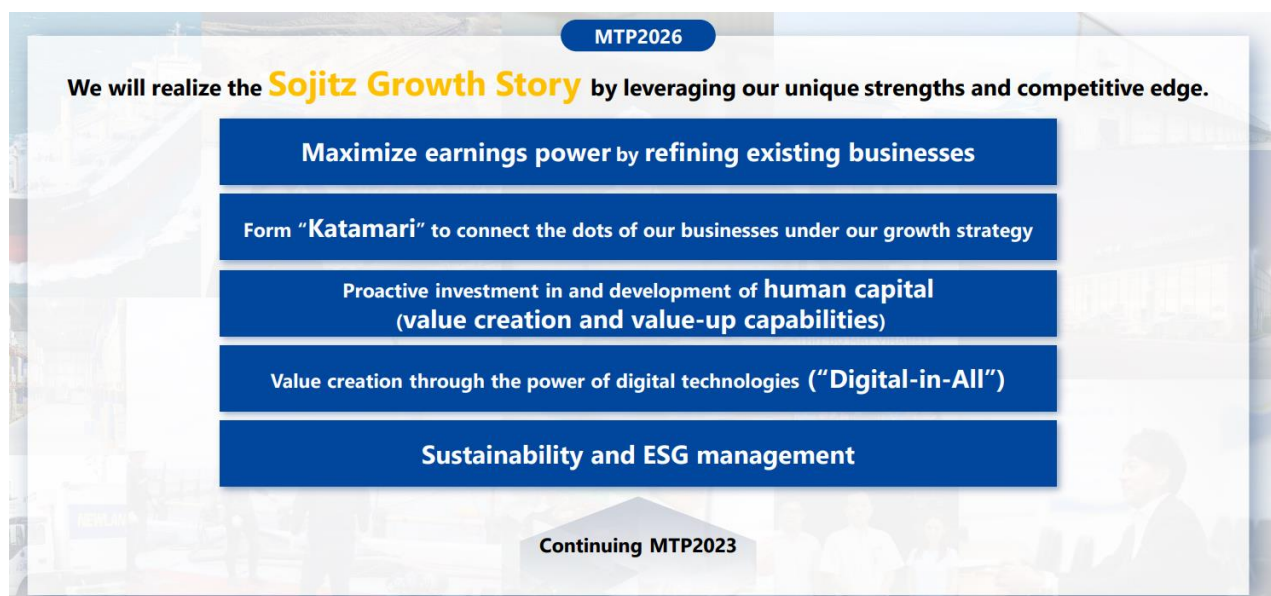 MTP2026
We will realize the Sojitz Growth Story by leveraging our unique strengths and competitive edge.
Maximize earnings power by refining existing businesses
Form “Katamari” to connect the dots of our businesses under our growth strategy
Proactive investment in and development of human capital
(value creation and value-up capabilities)
Value creation through the power of digital technologies (“Digital-in-All”)
Sustainability and ESG management
Continuing MTP2023